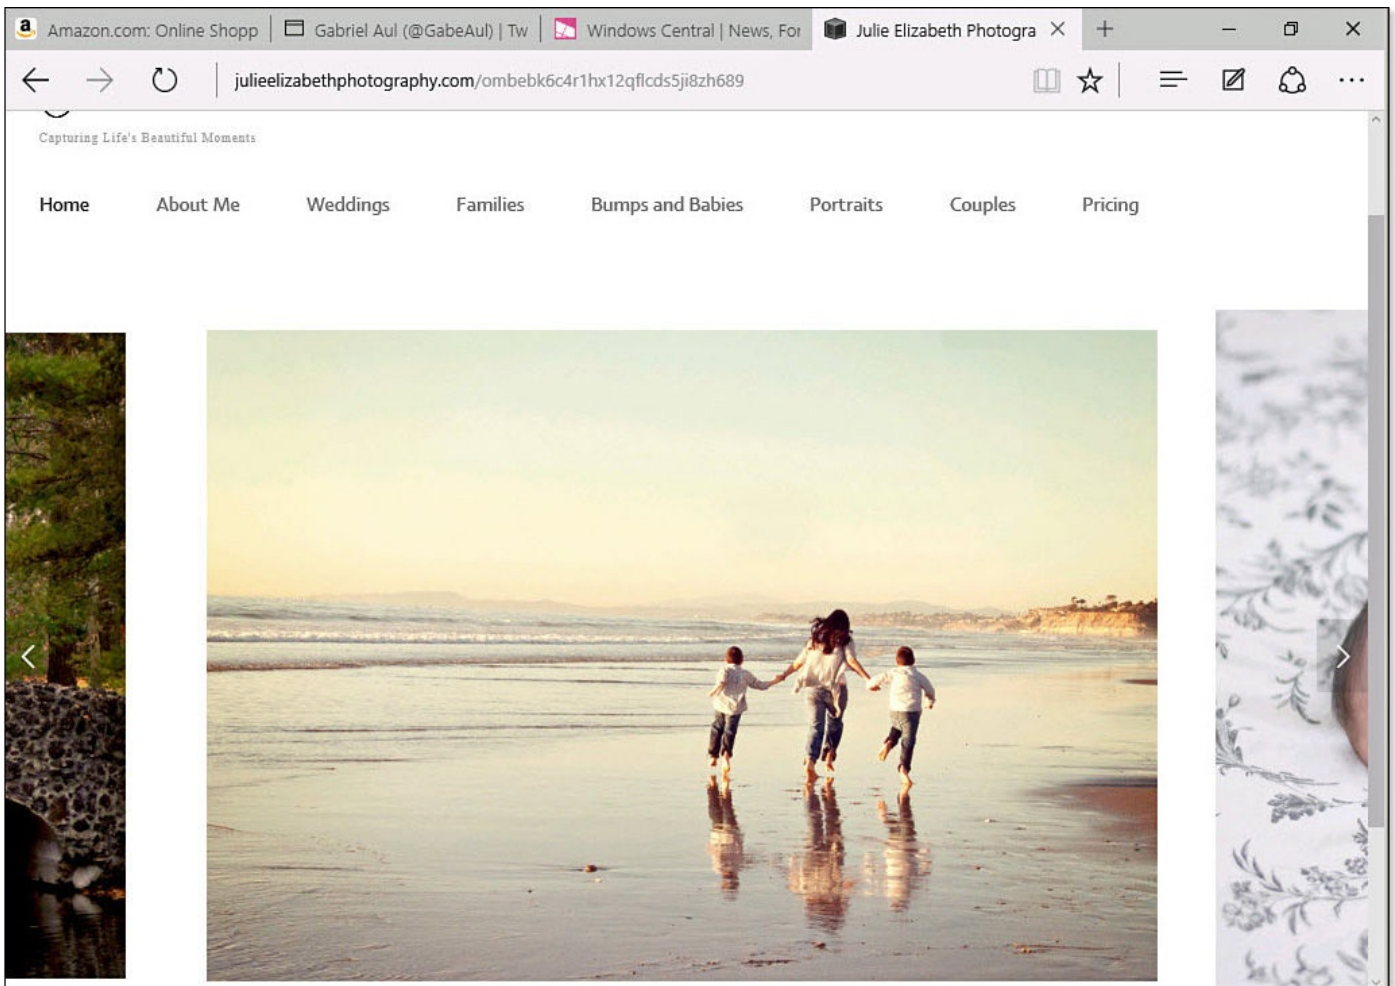 Amazon.com: Online Shopp Gabriel Aul (@GabeAul) | Tw Windows Central | News, For Julie Elizabeth Photogra
julieelizabethphotography.com/ombebk6c4r1hx12qflcds5ji8zh689
Capturing Life's Beautiful Moments
Home About Me Weddings Families Bumps and Babies Portraits Couples Pricing